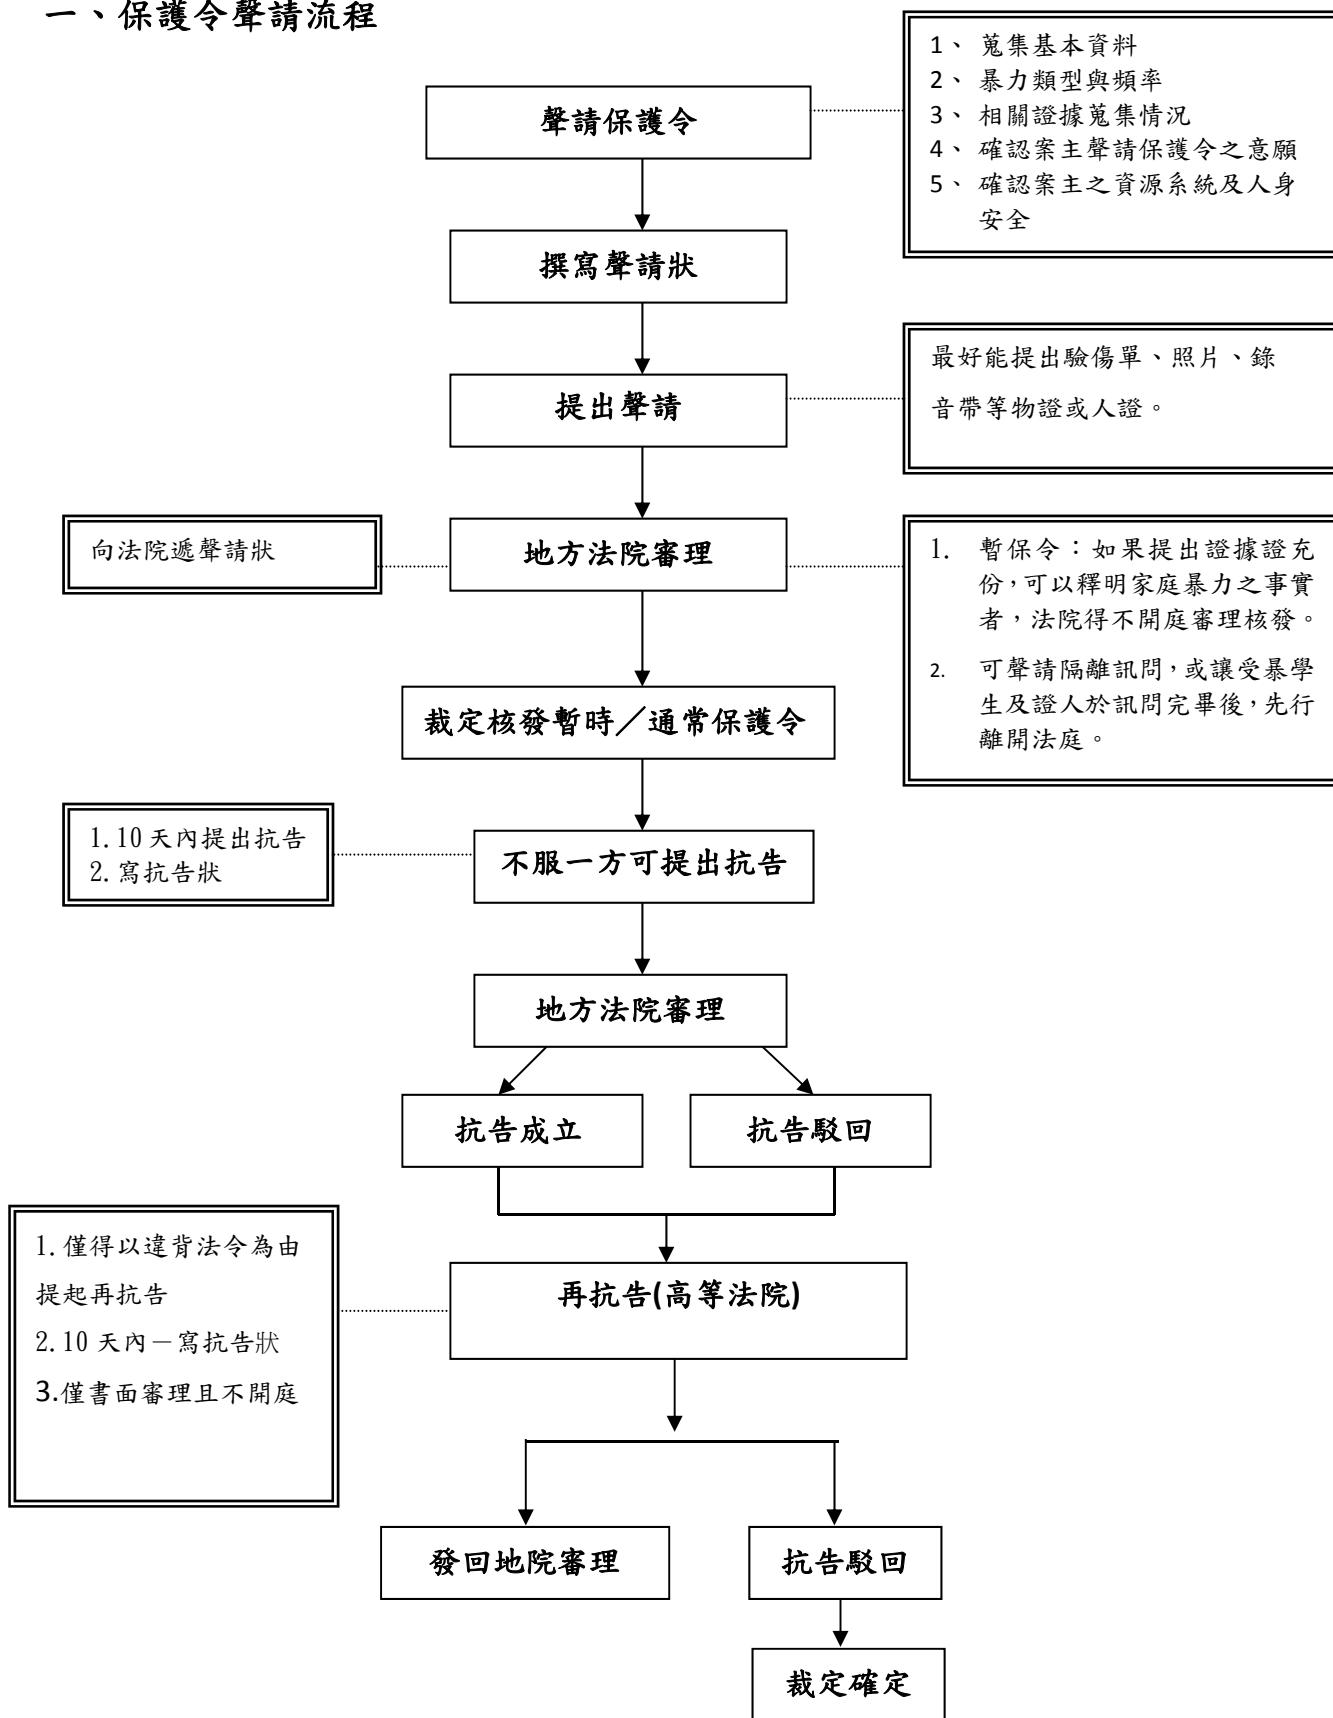 一、保護令聲請流程
1、 蒐集基本資料
2、 暴力類型與頻率
3、 相關證據蒐集情況
4、 確認案主聲請保護令之意願
5、 確認案主之資源系統及人身
安全
聲請保護令
撰寫聲請狀
最好能提出驗傷單、照片、錄
音帶等物證或人證。
提出聲請
向法院遞聲請狀
地方法院審理
1. 暫保令：如果提出證據證充
份，可以釋明家庭暴力之事實
者，法院得不開庭審理核發。
2. 可聲請隔離訊問，或讓受暴學
生及證人於訊問完畢後，先行
離開法庭。
裁定核發暫時／通常保護令
1.10天內提出抗告
2.寫抗告狀
不服一方可提出抗告
地方法院審理
抗告成立
抗告駁回
1.僅得以違背法令為由
提起再抗告
2.10天內－寫抗告狀
3.僅書面審理且不開庭
再抗告(高等法院)
發回地院審理
抗告駁回
裁定確定